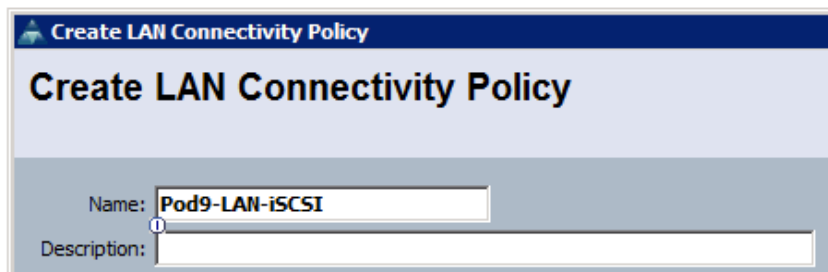 Create LAN Connectivity Policy
Create LAN Connectivity Policy
Name: Pod9-LAN-iSCSI
Description: